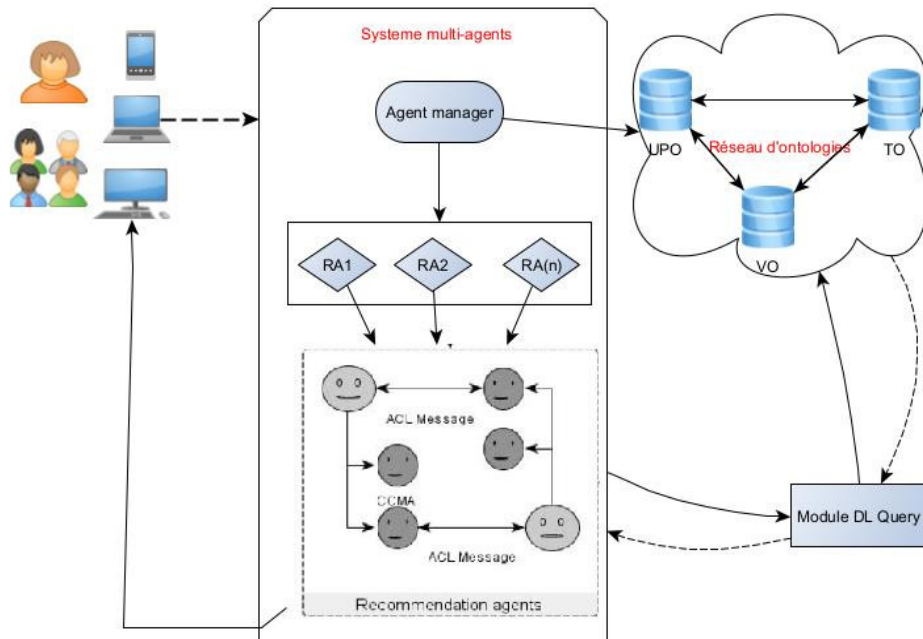 Systeme multi-agents
Agent manager
UPO
Réseau d'ontologies
TO
VO
RA1
RA2
RA(n)
ACL Message
CCMA
ACL Message
Recommendation agents
Module DL Query